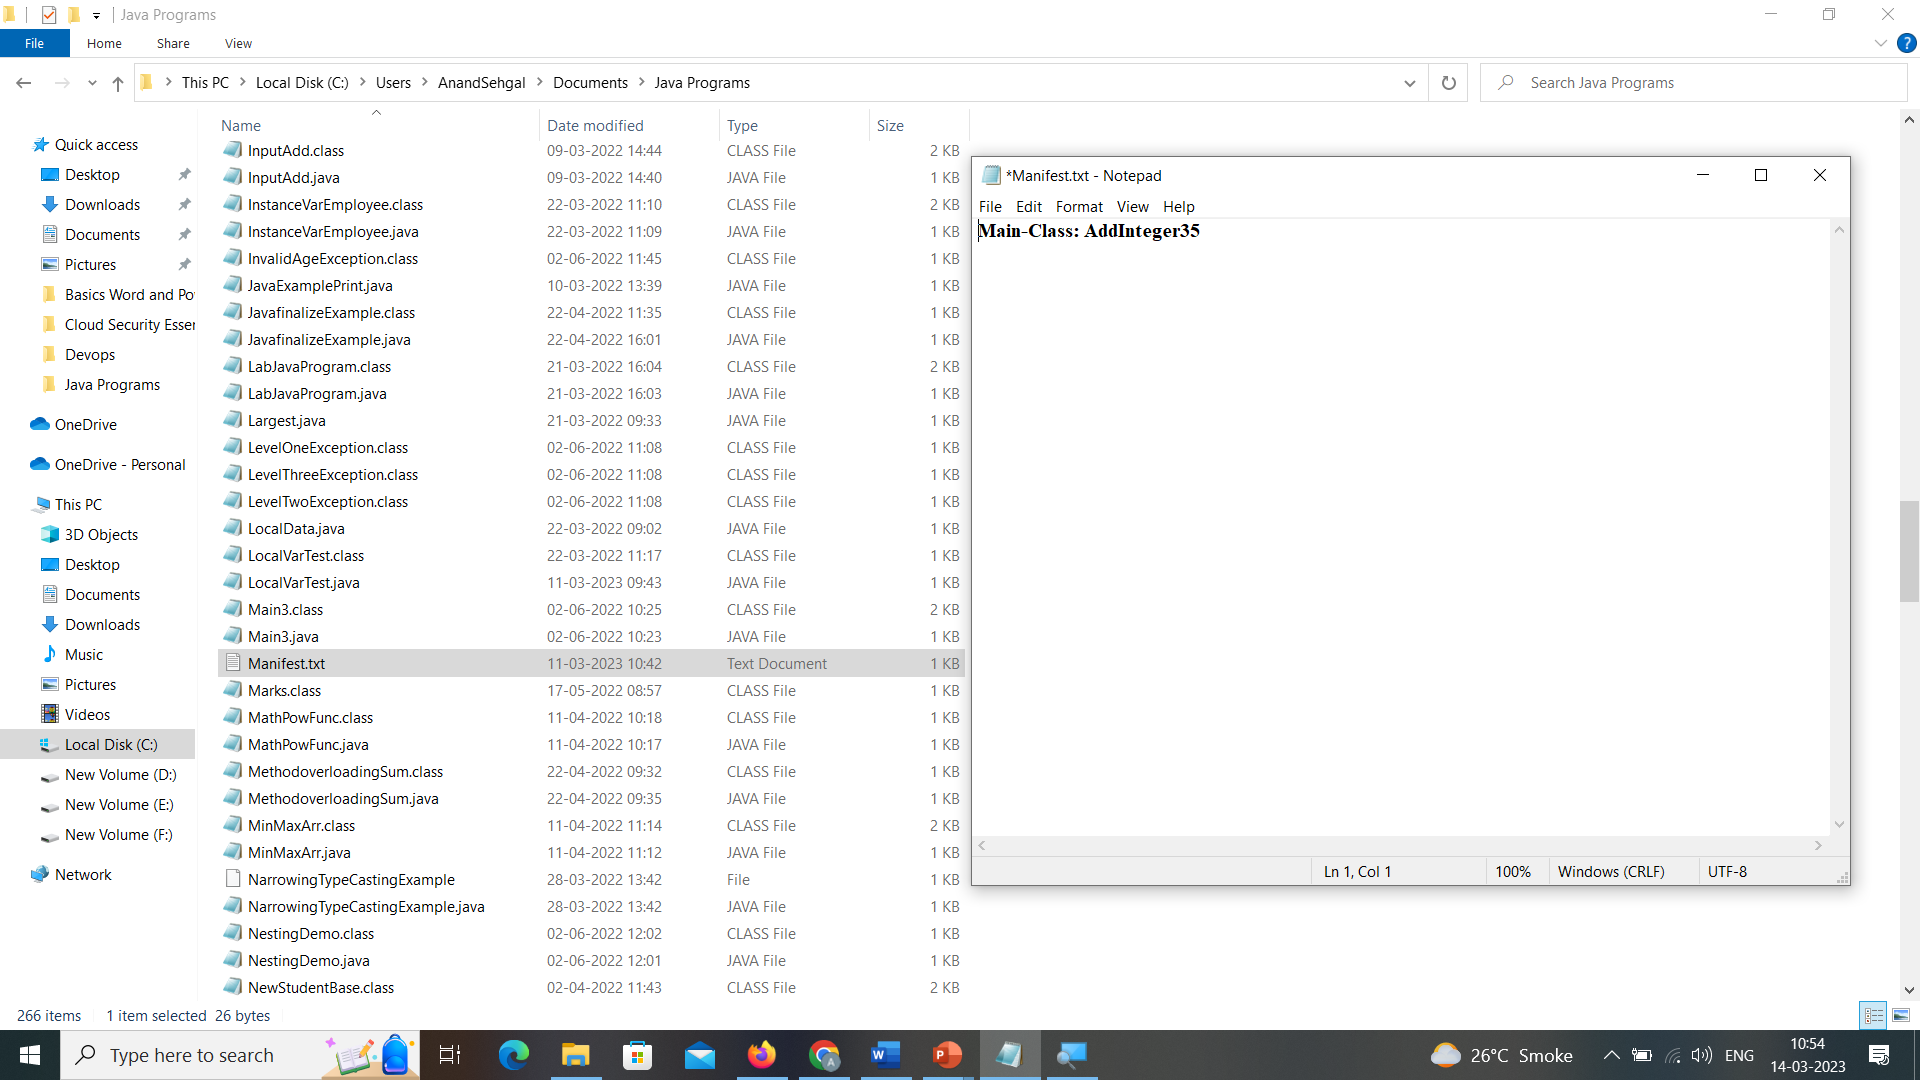 Java Programs
File Home Share View
This PC Local Disk (C:) Users AnandSehgal Documents Java Programs
Search Java Programs
Name Date modified Type Size
Quick access
Desktop
Downloads
Documents
Pictures
Basics Word and Po
Cloud Security Esser
Devops
Java Programs
OneDrive
OneDrive - Personal
This PC
3D Objects
Desktop
Documents
Downloads
Music
Pictures
Videos
Local Disk (C:)
New Volume (D:)
New Volume (E:)
New Volume (F:)
Network
InputAdd.class 09-03-2022 14:44 CLASS File 2 KB
InputAdd.java 09-03-2022 14:40 JAVA File 1 KB
InstanceVarEmployee.class 22-03-2022 11:10 CLASS File 2 KB
InstanceVarEmployee.java 22-03-2022 11:09 JAVA File 1 KB
InvalidAgeException.class 02-06-2022 11:45 CLASS File 1 KB
JavaExamplePrint.java 10-03-2022 13:39 JAVA File 1 KB
JavafinalizeExample.class 22-04-2022 11:35 CLASS File 1 KB
JavafinalizeExample.java 22-04-2022 16:01 JAVA File 1 KB
LabJavaProgram.class 21-03-2022 16:04 CLASS File 2 KB
LabJavaProgram.java 21-03-2022 16:03 JAVA File 1 KB
Largest.java 21-03-2022 09:33 JAVA File 1 KB
LevelOneException.class 02-06-2022 11:08 CLASS File 1 KB
LevelThreeException.class 02-06-2022 11:08 CLASS File 1 KB
LevelTwoException.class 02-06-2022 11:08 CLASS File 1 KB
LocalData.java 22-03-2022 09:02 JAVA File 1 KB
LocalVarTest.class 22-03-2022 11:17 CLASS File 1 KB
LocalVarTest.java 11-03-2023 09:43 JAVA File 1 KB
Main3.class 02-06-2022 10:25 CLASS File 2 KB
Main3.java 02-06-2022 10:23 JAVA File 1 KB
Manifest.txt 11-03-2023 10:42 Text Document 1 KB
Marks.class 17-05-2022 08:57 CLASS File 1 KB
MathPowFunc.class 11-04-2022 10:18 CLASS File 1 KB
MathPowFunc.java 11-04-2022 10:17 JAVA File 1 KB
MethodoverloadingSum.class 22-04-2022 09:32 CLASS File 1 KB
MethodoverloadingSum.java 22-04-2022 09:35 JAVA File 1 KB
MinMaxArr.class 11-04-2022 11:14 CLASS File 2 KB
MinMaxArr.java 11-04-2022 11:12 JAVA File 1 KB
NarrowingTypeCastingExample 28-03-2022 13:42 File 1 KB
NarrowingTypeCastingExample.java 28-03-2022 13:42 JAVA File 1 KB
NestingDemo.class 02-06-2022 12:02 CLASS File 1 KB
NestingDemo.java 02-06-2022 12:01 JAVA File 1 KB
NewStudentBase.class 02-04-2022 11:43 CLASS File 2 KB
*Manifest.txt - Notepad
File Edit Format View Help
Main-Class: AddInteger35
Ln 1, Col 1 100% Windows (CRLF) UTF-8
266 items 1 item selected 26 bytes
Type here to search
26°C Smoke
ENG
10:54
14-03-2023